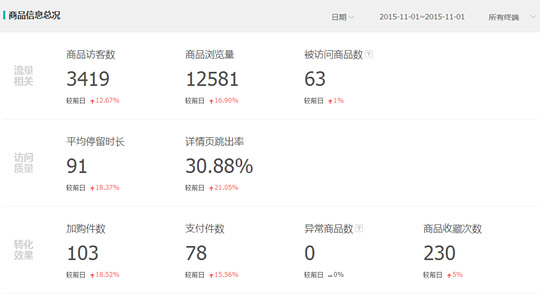 商品信息总况
日期 2015-11-01~2015-11-01 所有终端
流量
相关
商品访客数 商品浏览量 被访问商品数 ?
3419 12581 63
较前日 12.67% 较前日 16.90% 较前日 1%
访问
质量
平均停留时长 详情页跳出率
91 30.88%
较前日 18.37% 较前日 21.05%
转化
效果
加购件数 支付件数 异常商品数 ? 商品收藏次数
103 78 0 230
较前日 18.52% 较前日 15.56% 较前日 0% 较前日 5%